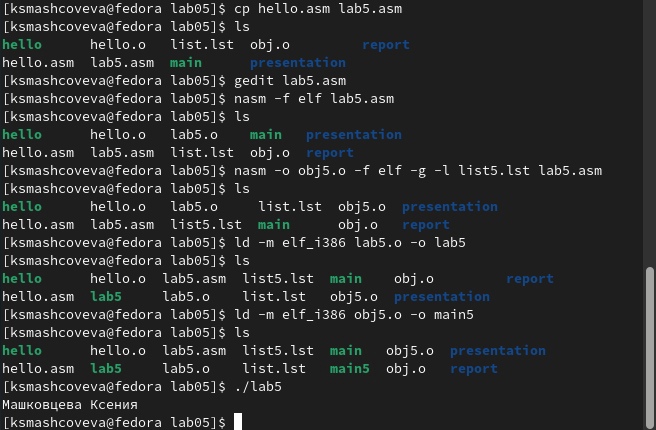 [ksmashcoveva@fedora lab05]$ cp hello.asm lab5.asm
[ksmashcoveva@fedora lab05]$ ls
hello      hello.o   list.lst  obj.o         report
hello.asm  lab5.asm  main      presentation
[ksmashcoveva@fedora lab05]$ gedit lab5.asm
[ksmashcoveva@fedora lab05]$ nasm -f elf lab5.asm
[ksmashcoveva@fedora lab05]$ ls
hello      hello.o   lab5.o    main   presentation
hello.asm  lab5.asm  list.lst  obj.o  report
[ksmashcoveva@fedora lab05]$ nasm -o obj5.o -f elf -g -l list5.lst lab5.asm
[ksmashcoveva@fedora lab05]$ ls
hello      hello.o   lab5.o     list.lst  obj5.o  presentation
hello.asm  lab5.asm  list5.lst  main      obj.o   report
[ksmashcoveva@fedora lab05]$ ld -m elf_i386 lab5.o -o lab5
[ksmashcoveva@fedora lab05]$ ls
hello      hello.o  lab5.asm  list5.lst  main    obj.o         report
hello.asm  lab5     lab5.o    list.lst   obj5.o  presentation
[ksmashcoveva@fedora lab05]$ ld -m elf_i386 obj5.o -o main5
[ksmashcoveva@fedora lab05]$ ls
hello      hello.o  lab5.asm  list5.lst  main   obj5.o  presentation
hello.asm  lab5     lab5.o    list.lst   main5  obj.o   report
[ksmashcoveva@fedora lab05]$ ./lab5
Машковцева Ксения
[ksmashcoveva@fedora lab05]$